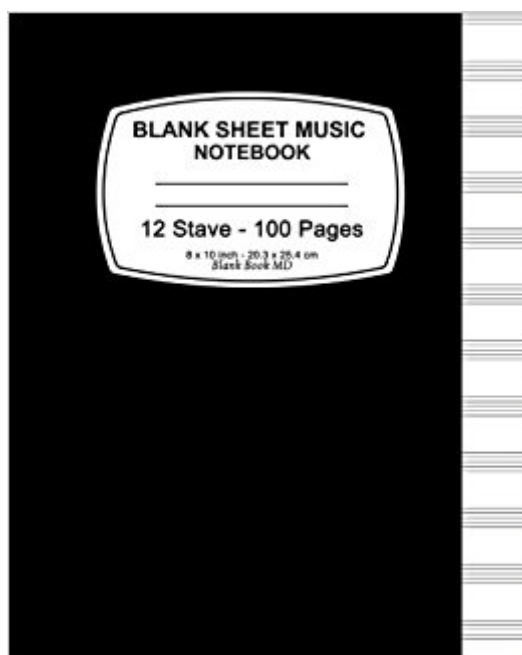 BLANK SHEET MUSIC
NOTEBOOK
12 Stave - 100 Pages
8 x 10 inch - 20.3 x 25.4 cm
Blank Book MD